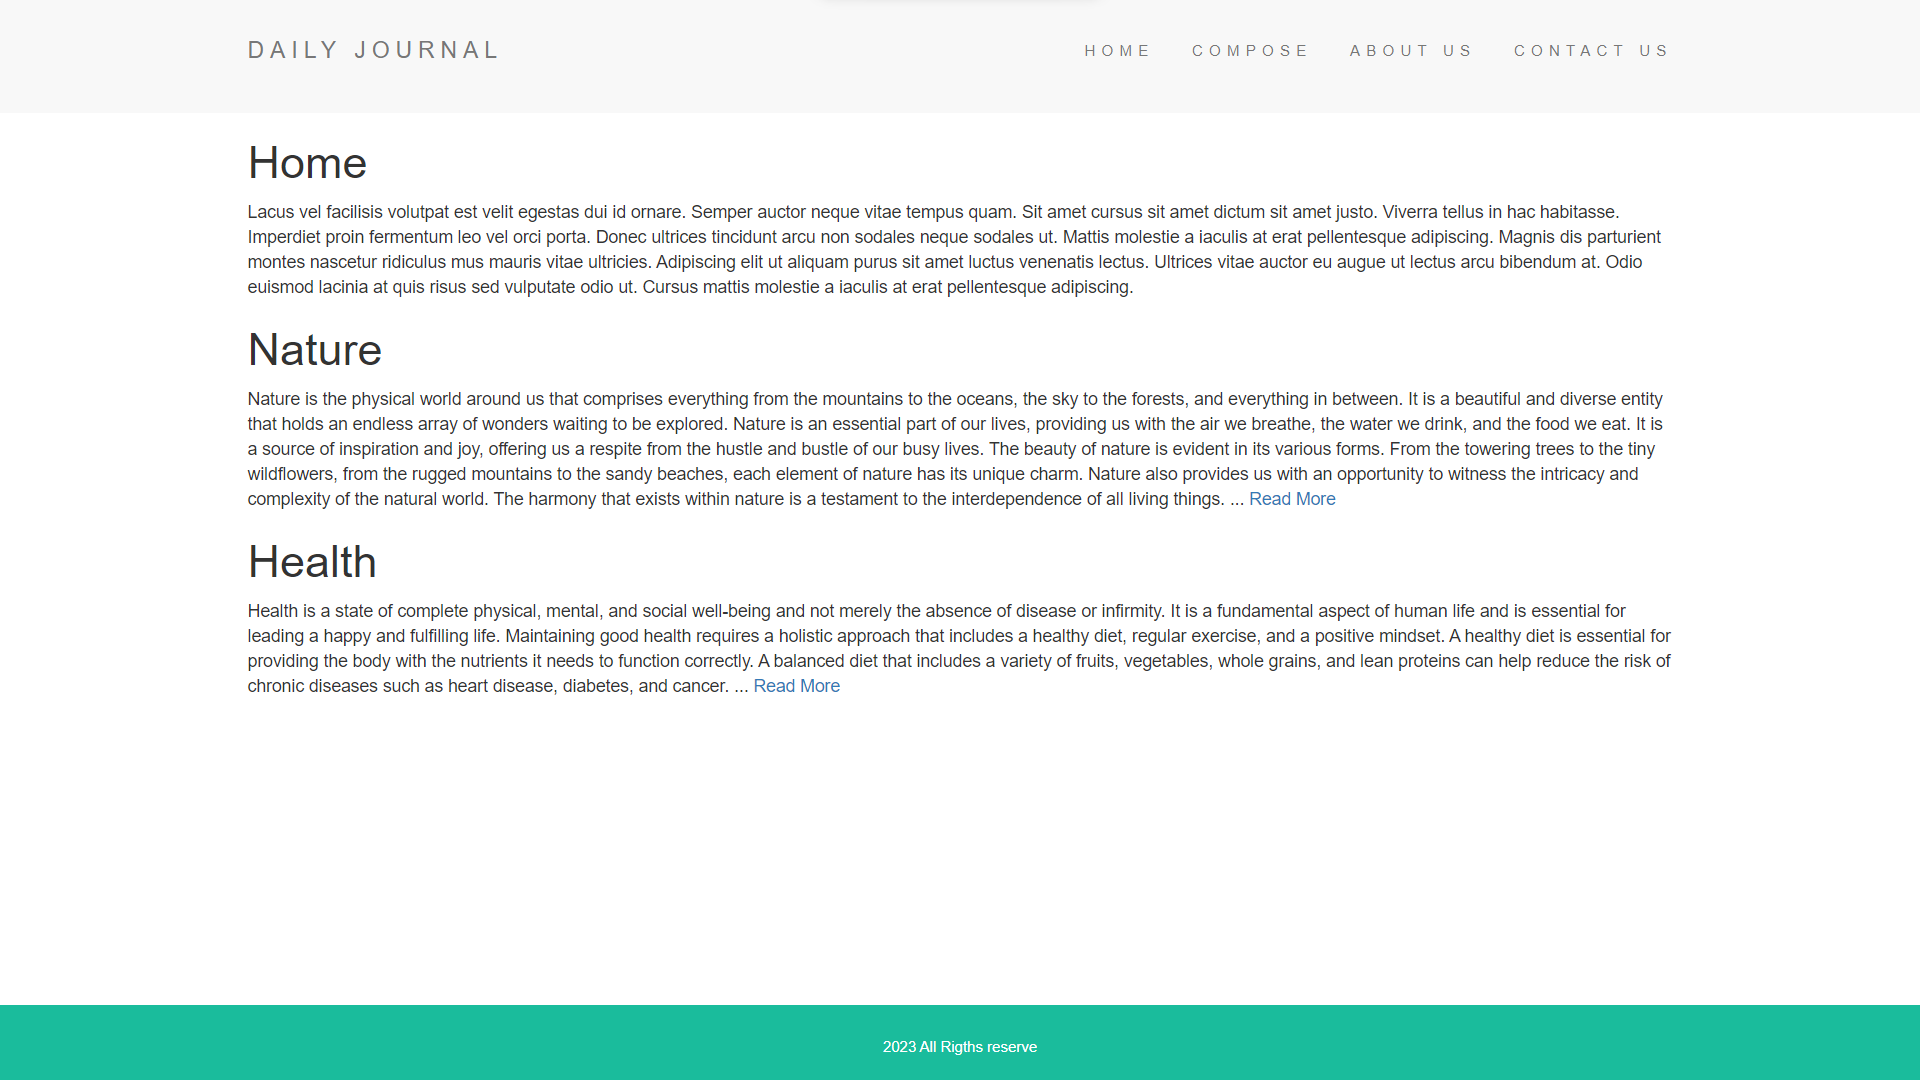 DAILY JOURNAL
HOME COMPOSE ABOUT US CONTACT US
Home
Lacus vel facilisis volutpat est velit egestas dui id ornare. Semper auctor neque vitae tempus quam. Sit amet cursus sit amet dictum sit amet justo. Viverra tellus in hac habitasse.
Imperdiet proin fermentum leo vel orci porta. Donec ultrices tincidunt arcu non sodales neque sodales ut. Mattis molestie a iaculis at erat pellentesque adipiscing. Magnis dis parturient
montes nascetur ridiculus mus mauris vitae ultricies. Adipiscing elit ut aliquam purus sit amet luctus venenatis lectus. Ultrices vitae auctor eu augue ut lectus arcu bibendum at. Odio
euismod lacinia at quis risus sed vulputate odio ut. Cursus mattis molestie a iaculis at erat pellentesque adipiscing.
Nature
Nature is the physical world around us that comprises everything from the mountains to the oceans, the sky to the forests, and everything in between. It is a beautiful and diverse entity
that holds an endless array of wonders waiting to be explored. Nature is an essential part of our lives, providing us with the air we breathe, the water we drink, and the food we eat. It is
a source of inspiration and joy, offering us a respite from the hustle and bustle of our busy lives. The beauty of nature is evident in its various forms. From the towering trees to the tiny
wildflowers, from the rugged mountains to the sandy beaches, each element of nature has its unique charm. Nature also provides us with an opportunity to witness the intricacy and
complexity of the natural world. The harmony that exists within nature is a testament to the interdependence of all living things. ... Read More
Health
Health is a state of complete physical, mental, and social well-being and not merely the absence of disease or infirmity. It is a fundamental aspect of human life and is essential for
leading a happy and fulfilling life. Maintaining good health requires a holistic approach that includes a healthy diet, regular exercise, and a positive mindset. A healthy diet is essential for
providing the body with the nutrients it needs to function correctly. A balanced diet that includes a variety of fruits, vegetables, whole grains, and lean proteins can help reduce the risk of
chronic diseases such as heart disease, diabetes, and cancer. ... Read More
2023 All Rigths reserve